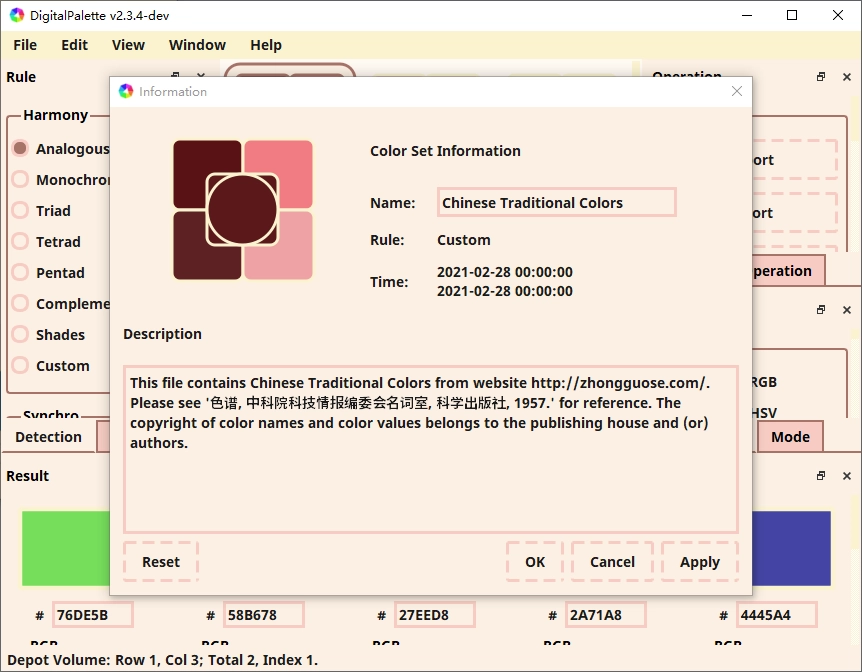 DigitalPalette v2.3.4-dev
File Edit View Window Help
Rule
Operation
Information
Harmony
Analogous
Monochro
Triad
Tetrad
Pentad
Compleme
Shades
Custom
Synchro
Detection
Color Set Information
Name: Chinese Traditional Colors
Rule: Custom
Time: 2021-02-28 00:00:00
2021-02-28 00:00:00
Description
This file contains Chinese Traditional Colors from website http://zhongguose.com/.
Please see '色谱, 中科院科技情报编委会名词室, 科学出版社, 1957.' for reference. The
copyright of color names and color values belongs to the publishing house and (or)
authors.
Reset OK Cancel Apply
ort
ort
peration
RGB
HSV
Mode
Result
# 76DE5B # 58B678 # 27EED8 # 2A71A8 # 4445A4
RGB RGB RGB RGB RGB
Depot Volume: Row 1, Col 3; Total 2, Index 1.